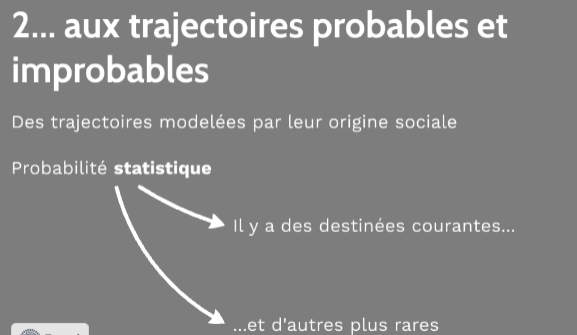 2... aux trajectoires probables et
improbables
Des trajectoires modelées par leur origine sociale
Probabilité statistique
Il y a des destinées courantes...
...et d'autres plus rares